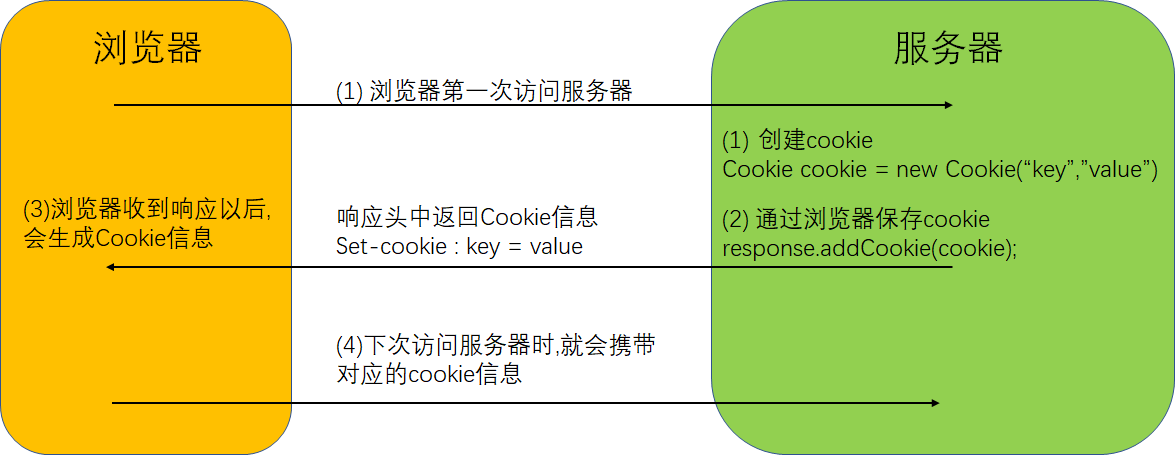 浏览器
服务器
(1) 浏览器第一次访问服务器
(1) 创建cookie
Cookie cookie = new Cookie(“key”,”value”)
(3)浏览器收到响应以后,
会生成Cookie信息
响应头中返回Cookie信息
Set-cookie : key = value
(2) 通过浏览器保存cookie
response.addCookie(cookie);
(4)下次访问服务器时,就会携带
对应的cookie信息